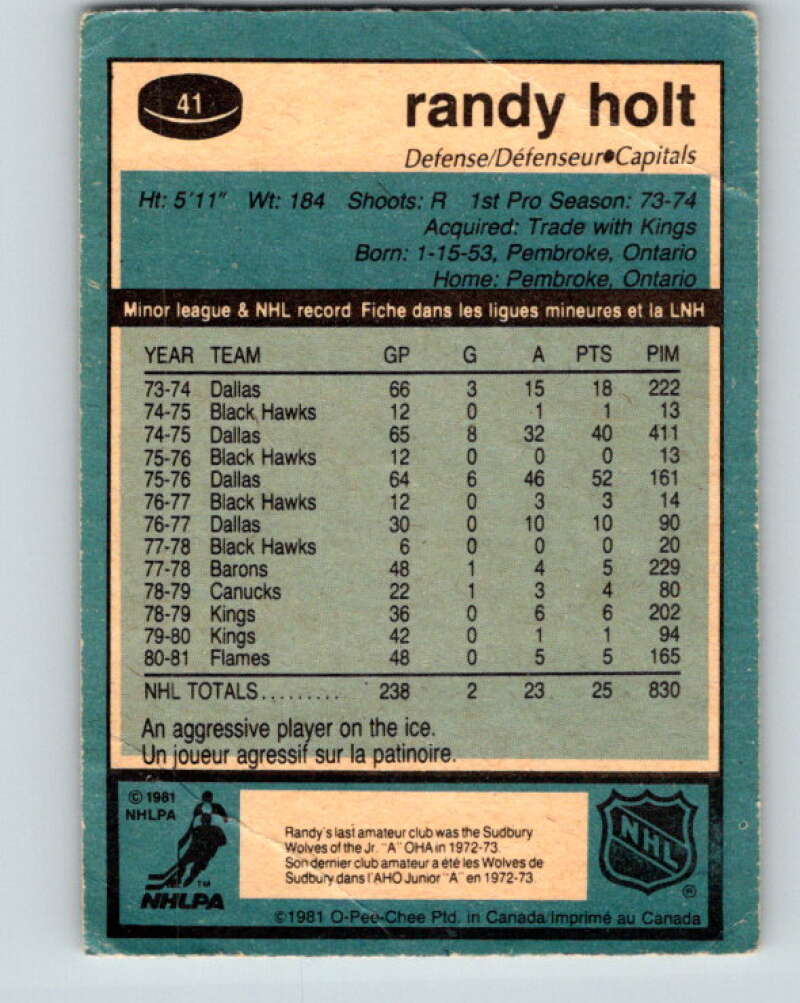 41
randy holt
Defense/Défenseur•Capitals
Ht: 5'11" Wt: 184 Shoots: R 1st Pro Season: 73-74
Acquired: Trade with Kings
Born: 1-15-53, Pembroke, Ontario
Home: Pembroke, Ontario
Minor league & NHL record Fiche dans les ligues mineures et la LNH
YEAR TEAM GP G A PTS PIM
73-74 Dallas 66 3 15 18 222
74-75 Black Hawks 12 0 1 1 13
74-75 Dallas 65 8 32 40 411
75-76 Black Hawks 12 0 0 0 13
75-76 Dallas 64 6 46 52 161
76-77 Black Hawks 12 0 3 3 14
76-77 Dallas 30 0 10 10 90
77-78 Black Hawks 6 0 0 0 20
77-78 Barons 48 1 4 5 229
78-79 Canucks 22 1 3 4 80
78-79 Kings 36 0 6 6 202
79-80 Kings 42 0 1 1 94
80-81 Flames 48 0 5 5 165
NHL TOTALS......... 238 2 23 25 830
An aggressive player on the ice.
Un joueur agressif sur la patinoire.
© 1981
NHLPA
Randy's last amateur club was the Sudbury
Wolves of the Jr. "A" OHA in 1972-73.
Son dernier club amateur a été les Wolves de
Sudbury dans l'AHO Junior "A" en 1972-73.
NHL
®
TM
NHLPA
©1981 O-Pee-Chee Ptd. in Canada/Imprimé au Canada